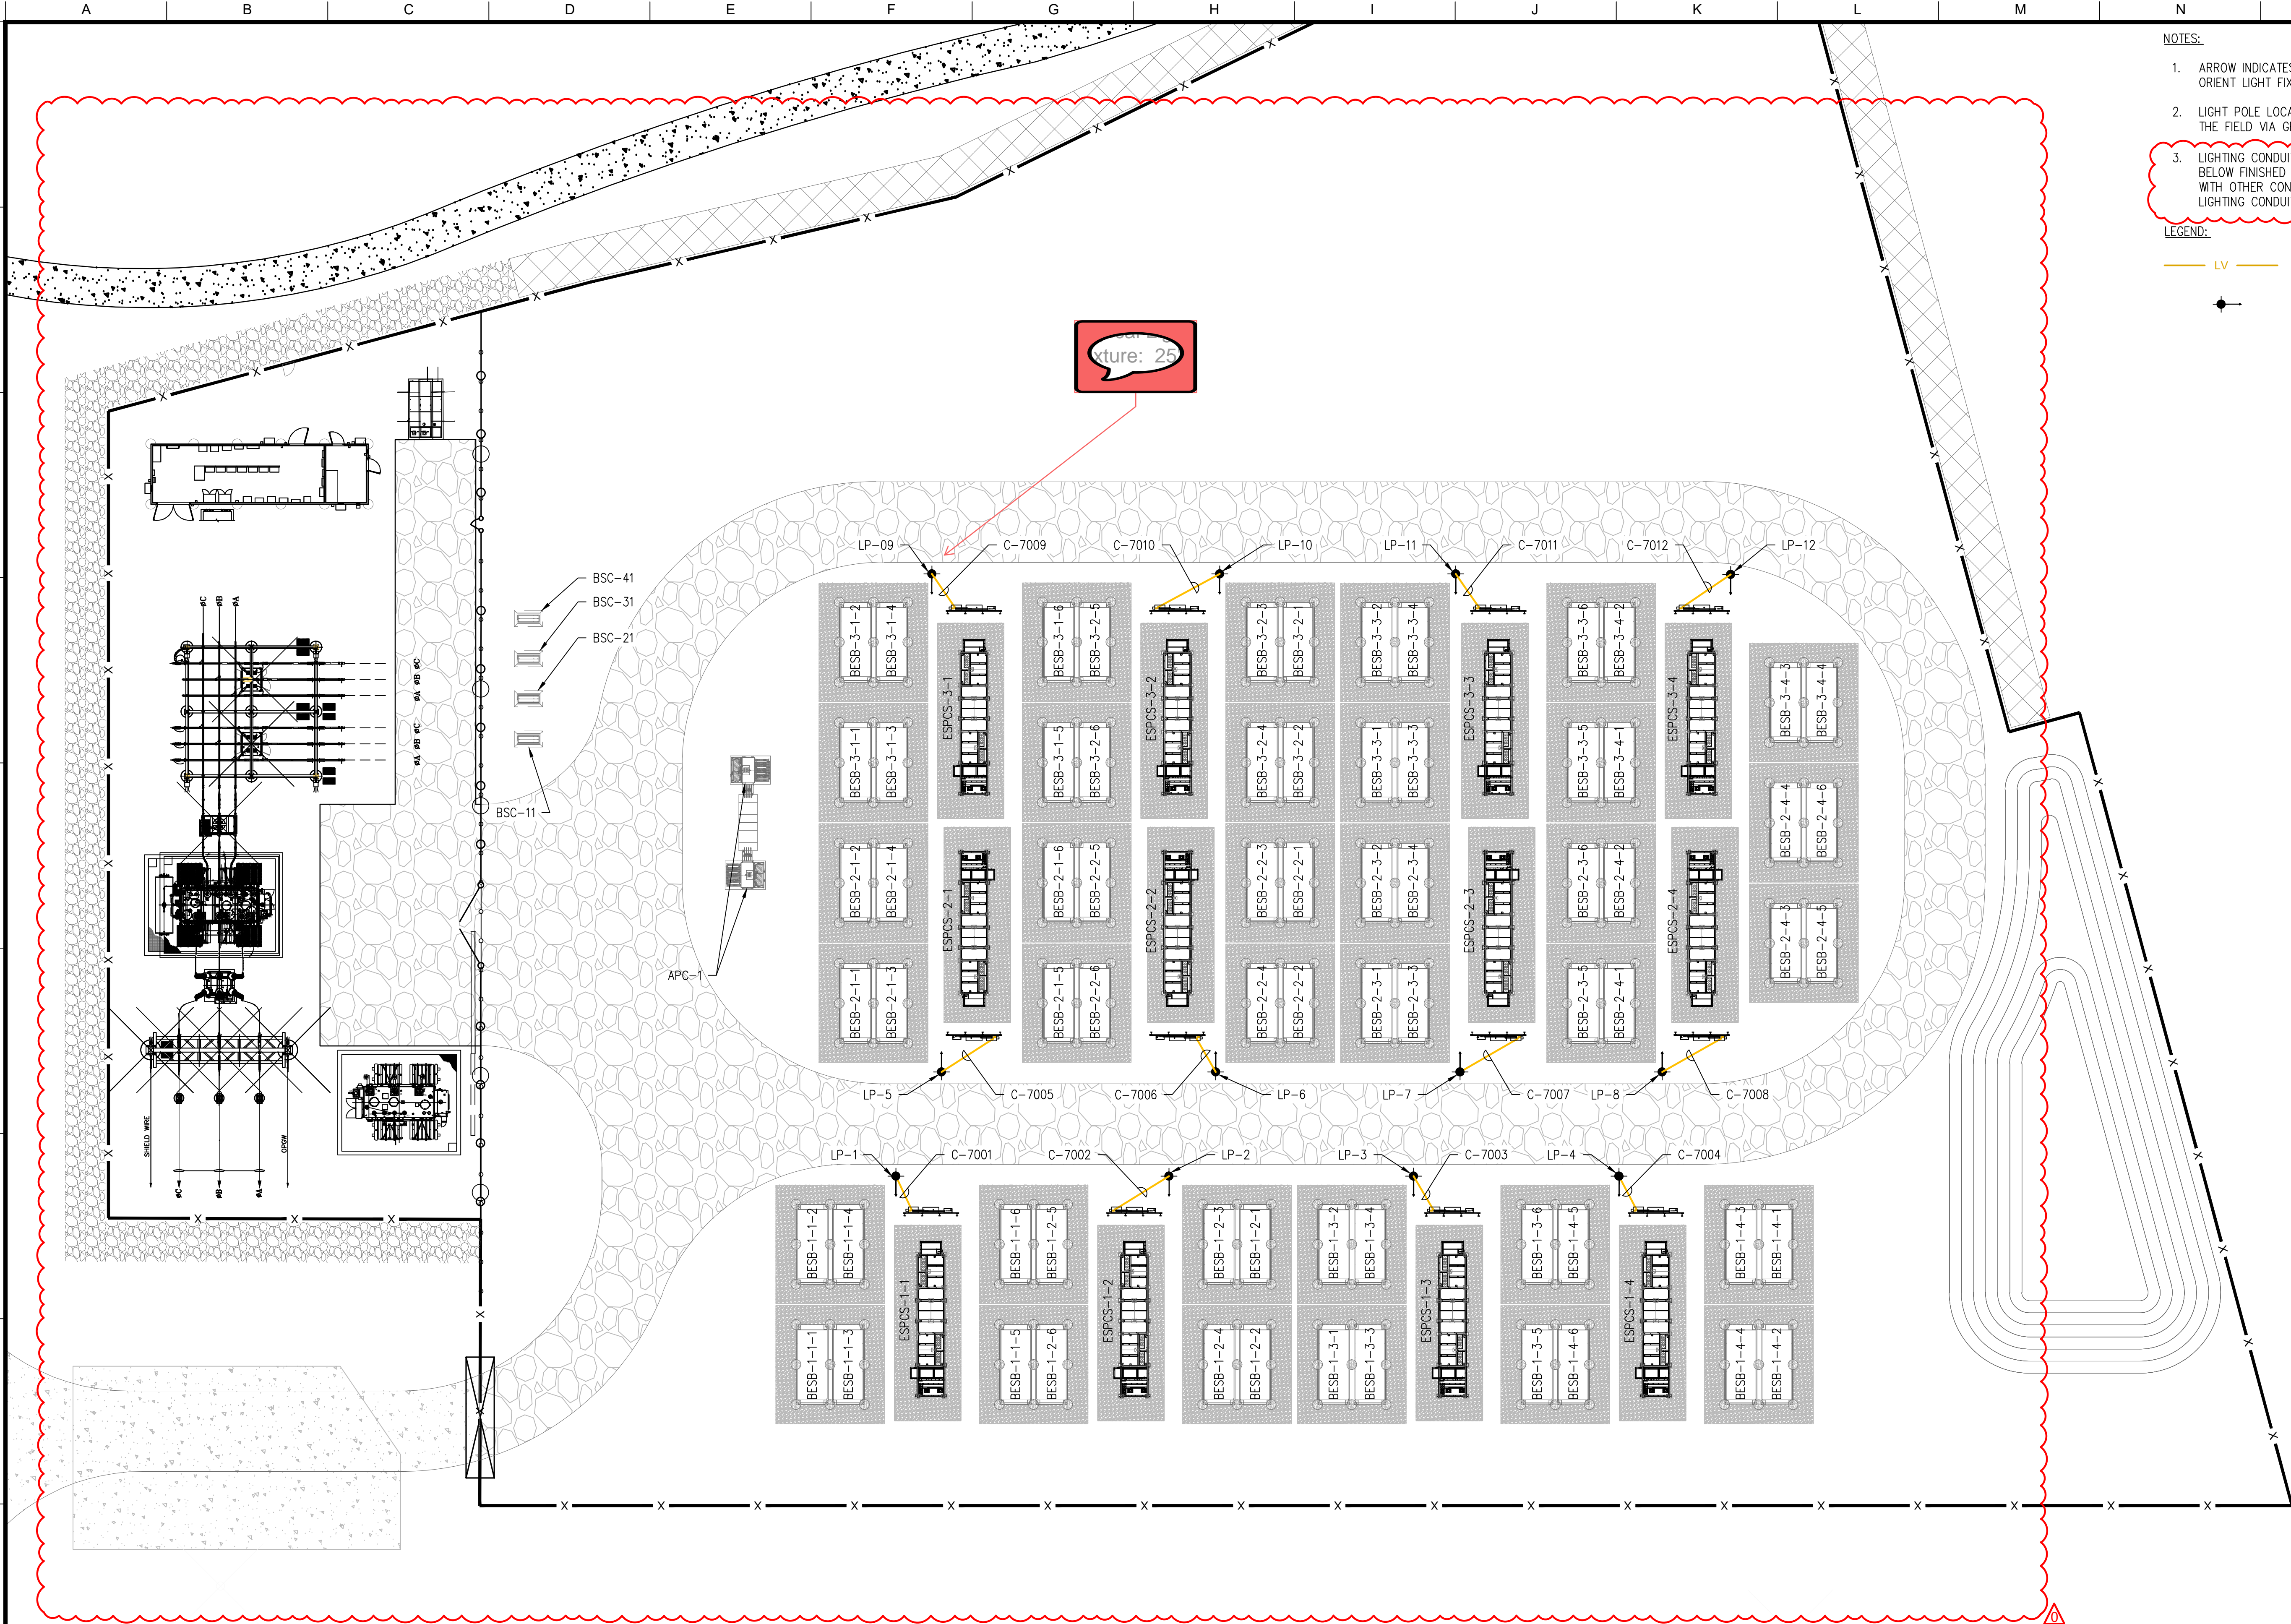 A B C D E F G H I J K L M N
NOTES:
1. ARROW INDICATES
ORIENT LIGHT FIX
2. LIGHT POLE LOCA
THE FIELD VIA G
3. LIGHTING CONDUI
BELOW FINISHED
WITH OTHER CON
LIGHTING CONDUI
LEGEND:
LV
xture: 25
LP-09 C-7009 C-7010 LP-10 LP-11 C-7011 C-7012 LP-12
BSC-41
BSC-31
BSC-21
BSC-11
APC-1
øC øB øA
øA øB øC
øA øB øC
BESB-3-1-2 BESB-3-1-4 ESPCS-3-1 BESB-3-1-6 BESB-3-2-5 ESPCS-3-2 BESB-3-2-3 BESB-3-2-1 BESB-3-3-2 BESB-3-3-4 ESPCS-3-3 BESB-3-3-6 BESB-3-4-2 ESPCS-3-4 BESB-3-4-3 BESB-3-4-4
BESB-3-1-1 BESB-3-1-3 BESB-3-1-5 BESB-3-2-6 BESB-3-2-4 BESB-3-2-2 BESB-3-3-1 BESB-3-3-3 BESB-3-3-5 BESB-3-4-1 BESB-2-4-4 BESB-2-4-6
BESB-2-1-2 BESB-2-1-4 ESPCS-2-1 BESB-2-1-6 BESB-2-2-5 ESPCS-2-2 BESB-2-2-3 BESB-2-2-1 BESB-2-3-2 BESB-2-3-4 ESPCS-2-3 BESB-2-3-6 BESB-2-4-2 ESPCS-2-4 BESB-2-4-3 BESB-2-4-5
BESB-2-1-1 BESB-2-1-3 BESB-2-1-5 BESB-2-2-6 BESB-2-2-4 BESB-2-2-2 BESB-2-3-1 BESB-2-3-3 BESB-2-3-5 BESB-2-4-1
LP-5 C-7005 C-7006 LP-6 LP-7 C-7007 LP-8 C-7008
SHIELD WIRE
OPGW
øC øB øA
LP-1 C-7001 C-7002 LP-2 LP-3 C-7003 LP-4 C-7004
BESB-1-1-2 BESB-1-1-4 ESPCS-1-1 BESB-1-1-6 BESB-1-2-5 ESPCS-1-2 BESB-1-2-3 BESB-1-2-1 BESB-1-3-2 BESB-1-3-4 ESPCS-1-3 BESB-1-3-6 BESB-1-4-5 ESPCS-1-4 BESB-1-4-3 BESB-1-4-1
BESB-1-1-1 BESB-1-1-3 BESB-1-1-5 BESB-1-2-6 BESB-1-2-4 BESB-1-2-2 BESB-1-3-1 BESB-1-3-3 BESB-1-3-5 BESB-1-4-6 BESB-1-4-4 BESB-1-4-2
0